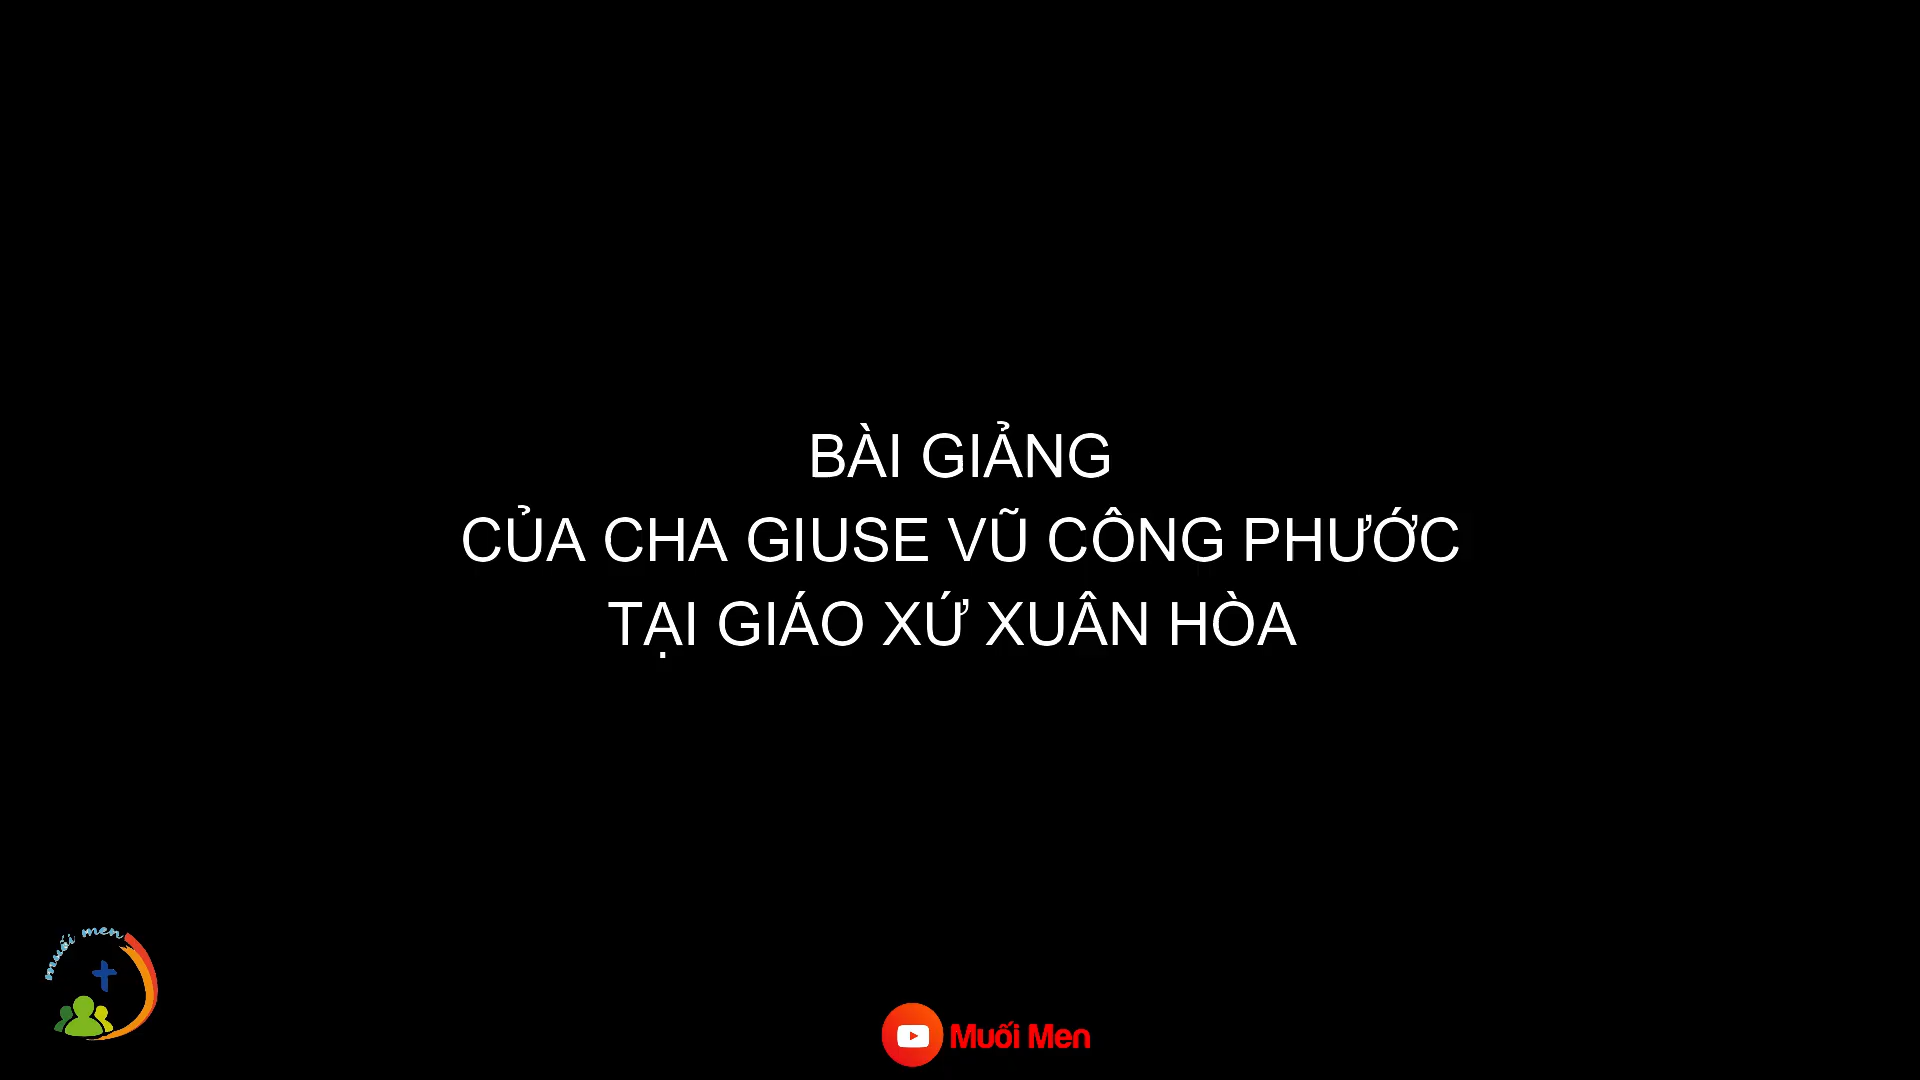 BÀI GIẢNG
CỦA CHA GIUSE VŨ CÔNG PHƯỚC
TẠI GIÁO XỨ XUÂN HÒA
muối men
Muối Men